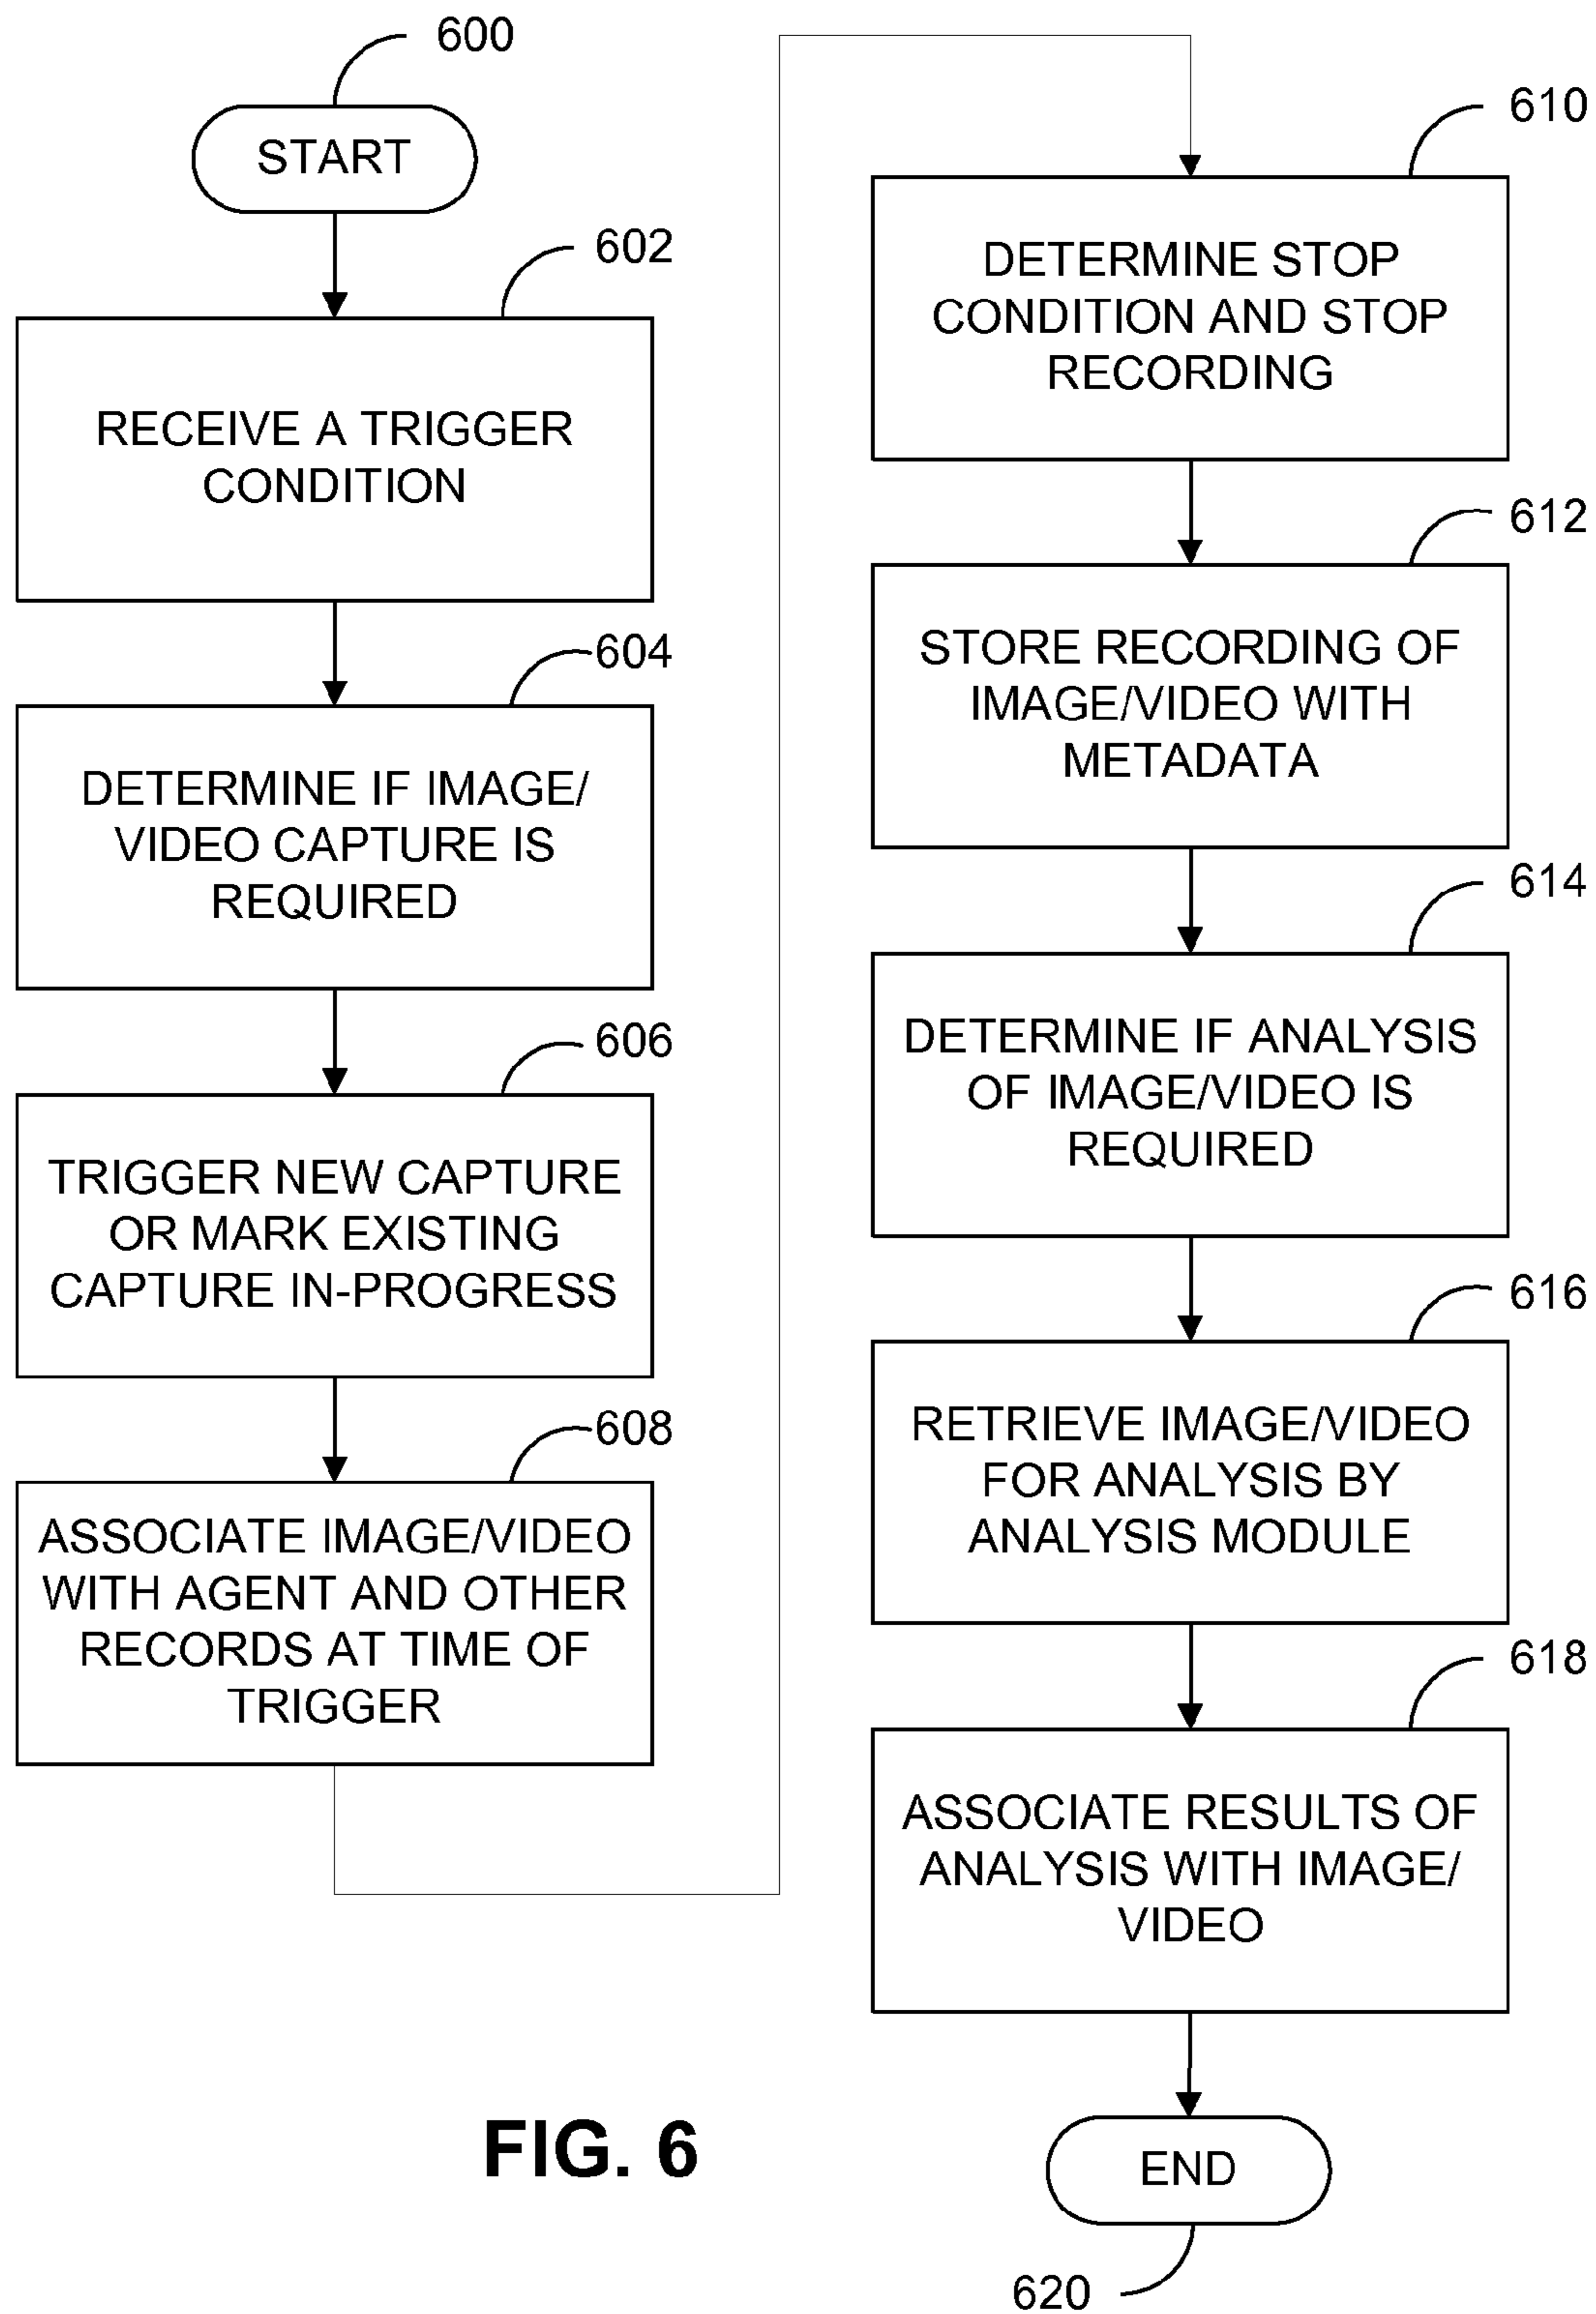 600
START
602
RECEIVE A TRIGGER
CONDITION
604
DETERMINE IF IMAGE/
VIDEO CAPTURE IS
REQUIRED
606
TRIGGER NEW CAPTURE
OR MARK EXISTING
CAPTURE IN-PROGRESS
608
ASSOCIATE IMAGE/VIDEO
WITH AGENT AND OTHER
RECORDS AT TIME OF
TRIGGER
610
DETERMINE STOP
CONDITION AND STOP
RECORDING
612
STORE RECORDING OF
IMAGE/VIDEO WITH
METADATA
614
DETERMINE IF ANALYSIS
OF IMAGE/VIDEO IS
REQUIRED
616
RETRIEVE IMAGE/VIDEO
FOR ANALYSIS BY
ANALYSIS MODULE
618
ASSOCIATE RESULTS OF
ANALYSIS WITH IMAGE/
VIDEO
END
620
FIG. 6